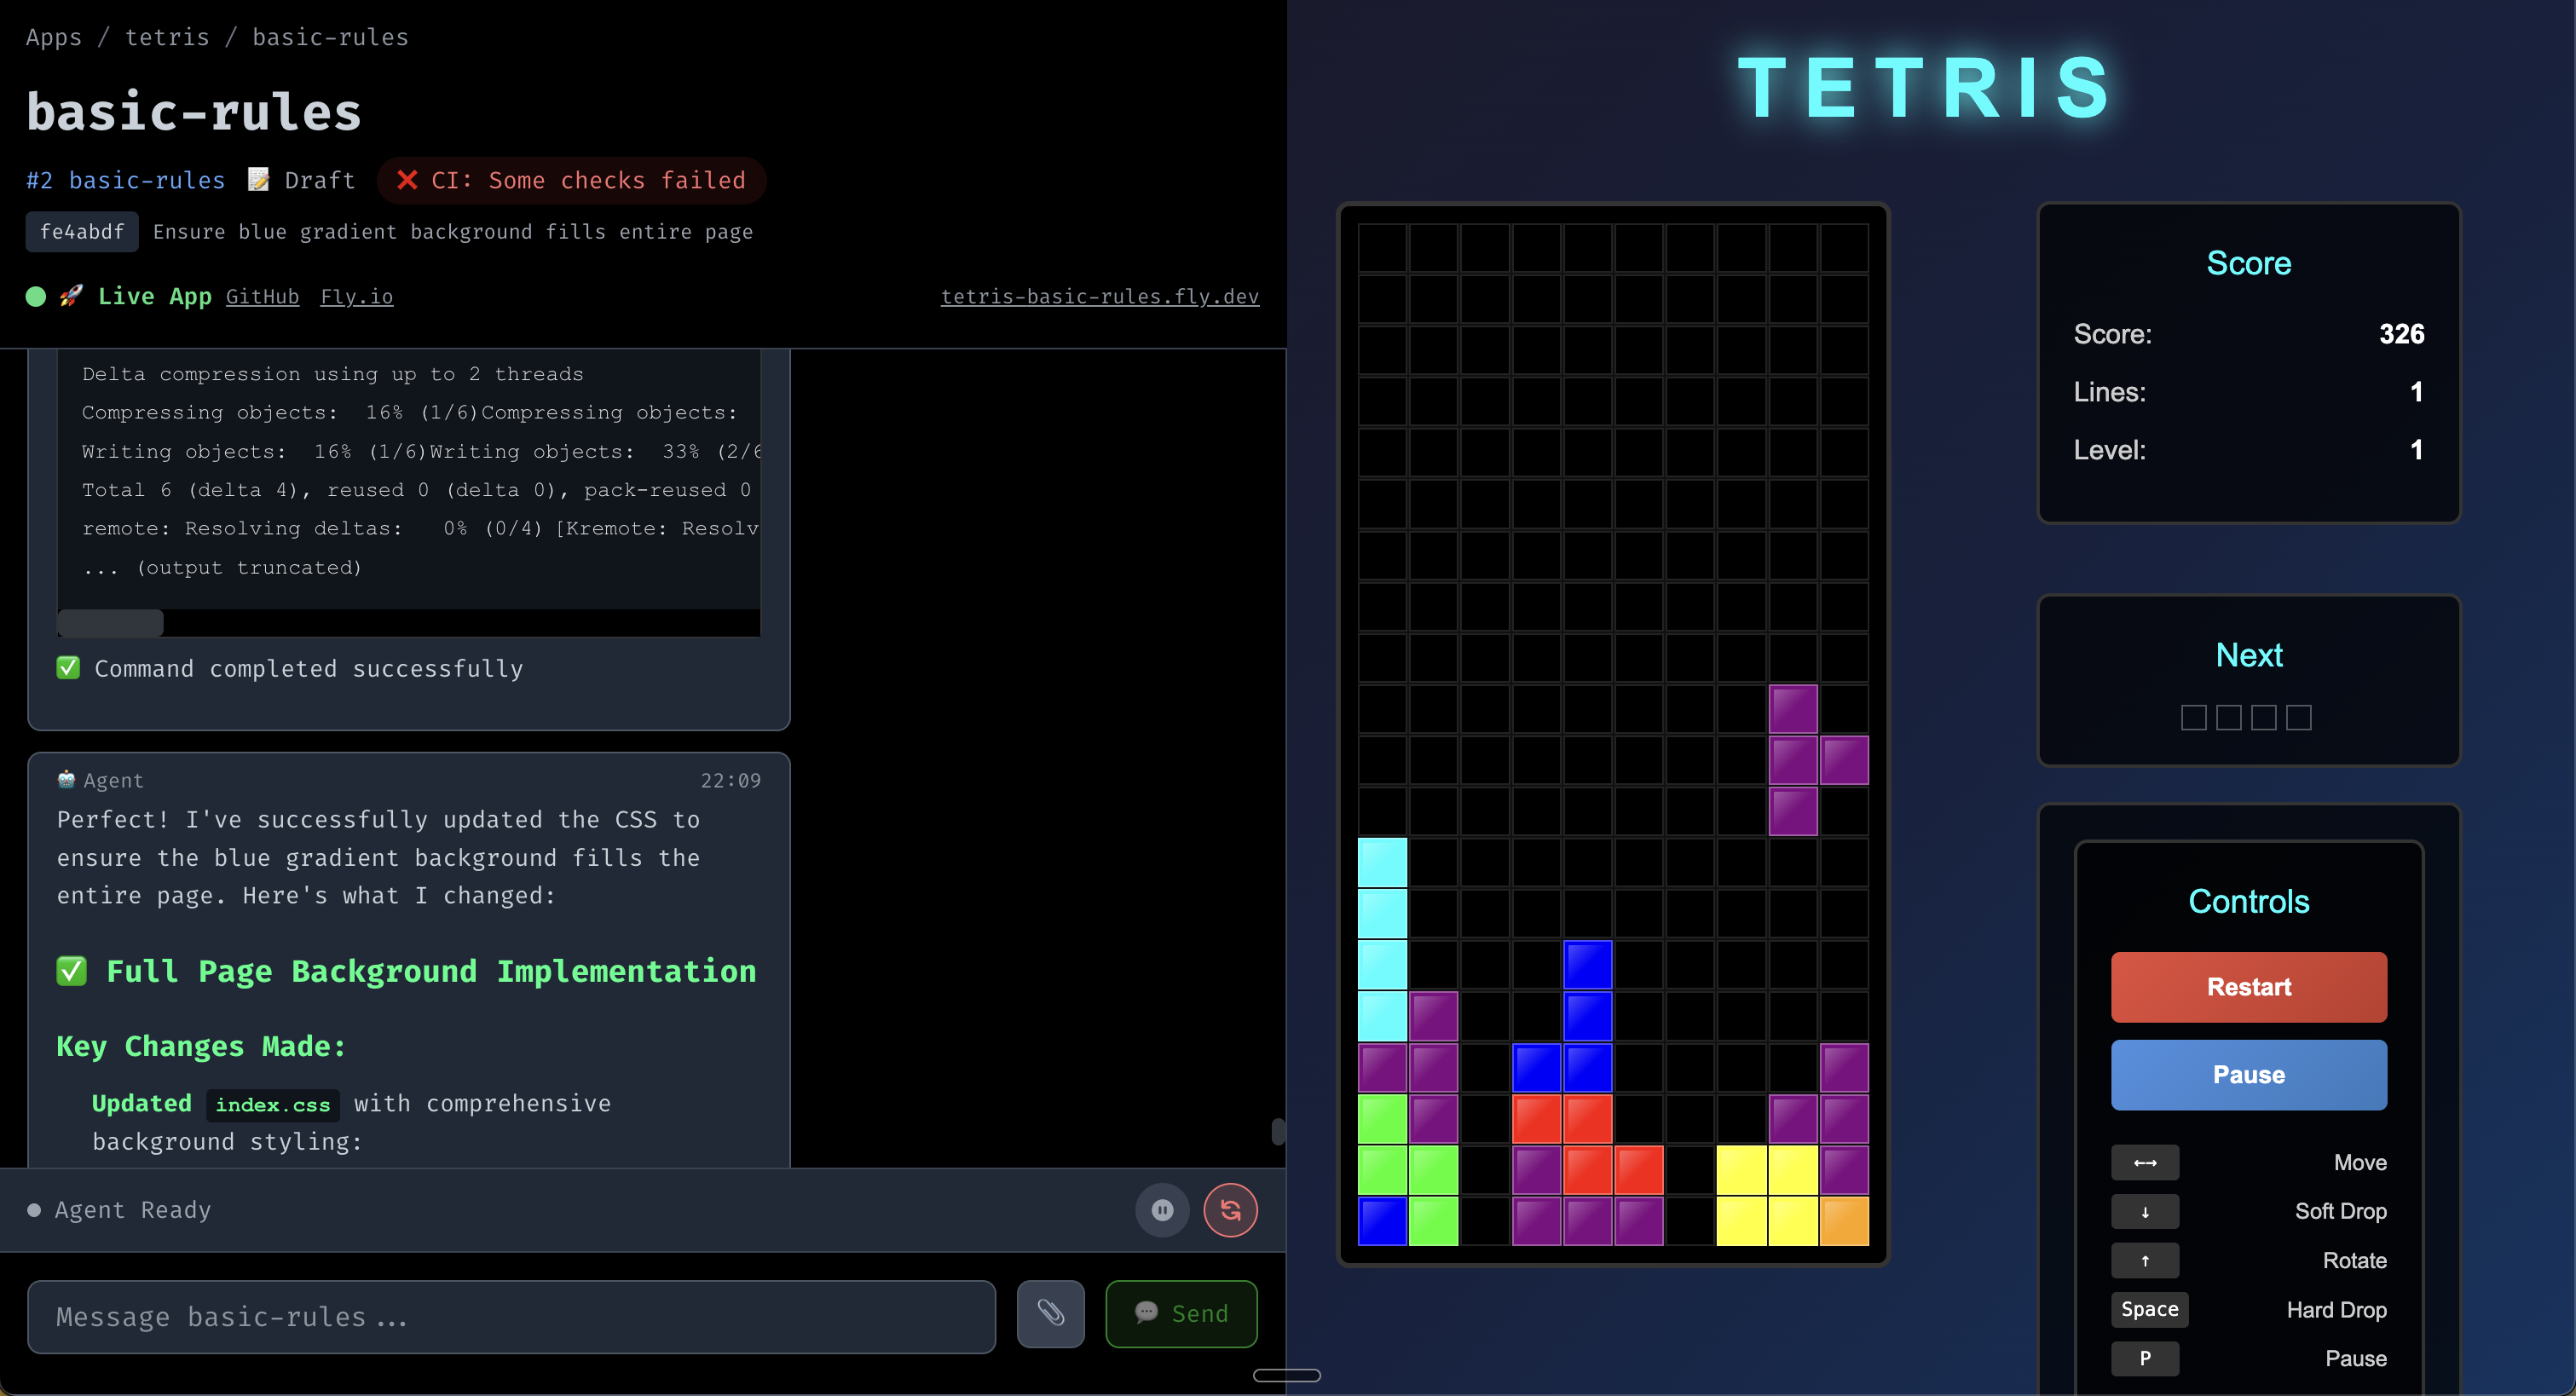 Apps / tetris / basic-rules
basic-rules
#2 basic-rules 📝 Draft ❌ CI: Some checks failed
fe4abdf Ensure blue gradient background fills entire page
🚀 Live App GitHub Fly.io tetris-basic-rules.fly.dev
Delta compression using up to 2 threads
Compressing objects:  16% (1/6)Compressing objects:
Writing objects:  16% (1/6)Writing objects:  33% (2/6
Total 6 (delta 4), reused 0 (delta 0), pack-reused 0
remote: Resolving deltas:   0% (0/4) [Kremote: Resolv
... (output truncated)
✅ Command completed successfully
🤖 Agent 22:09
Perfect! I've successfully updated the CSS to
ensure the blue gradient background fills the
entire page. Here's what I changed:
✅ Full Page Background Implementation
Key Changes Made:
Updated index.css with comprehensive
background styling:
Agent Ready
Message basic-rules...
💬 Send
TETRIS
Score
Score: 326
Lines: 1
Level: 1
Next
Controls
Restart
Pause
←→ Move
↓ Soft Drop
↑ Rotate
Space Hard Drop
P Pause